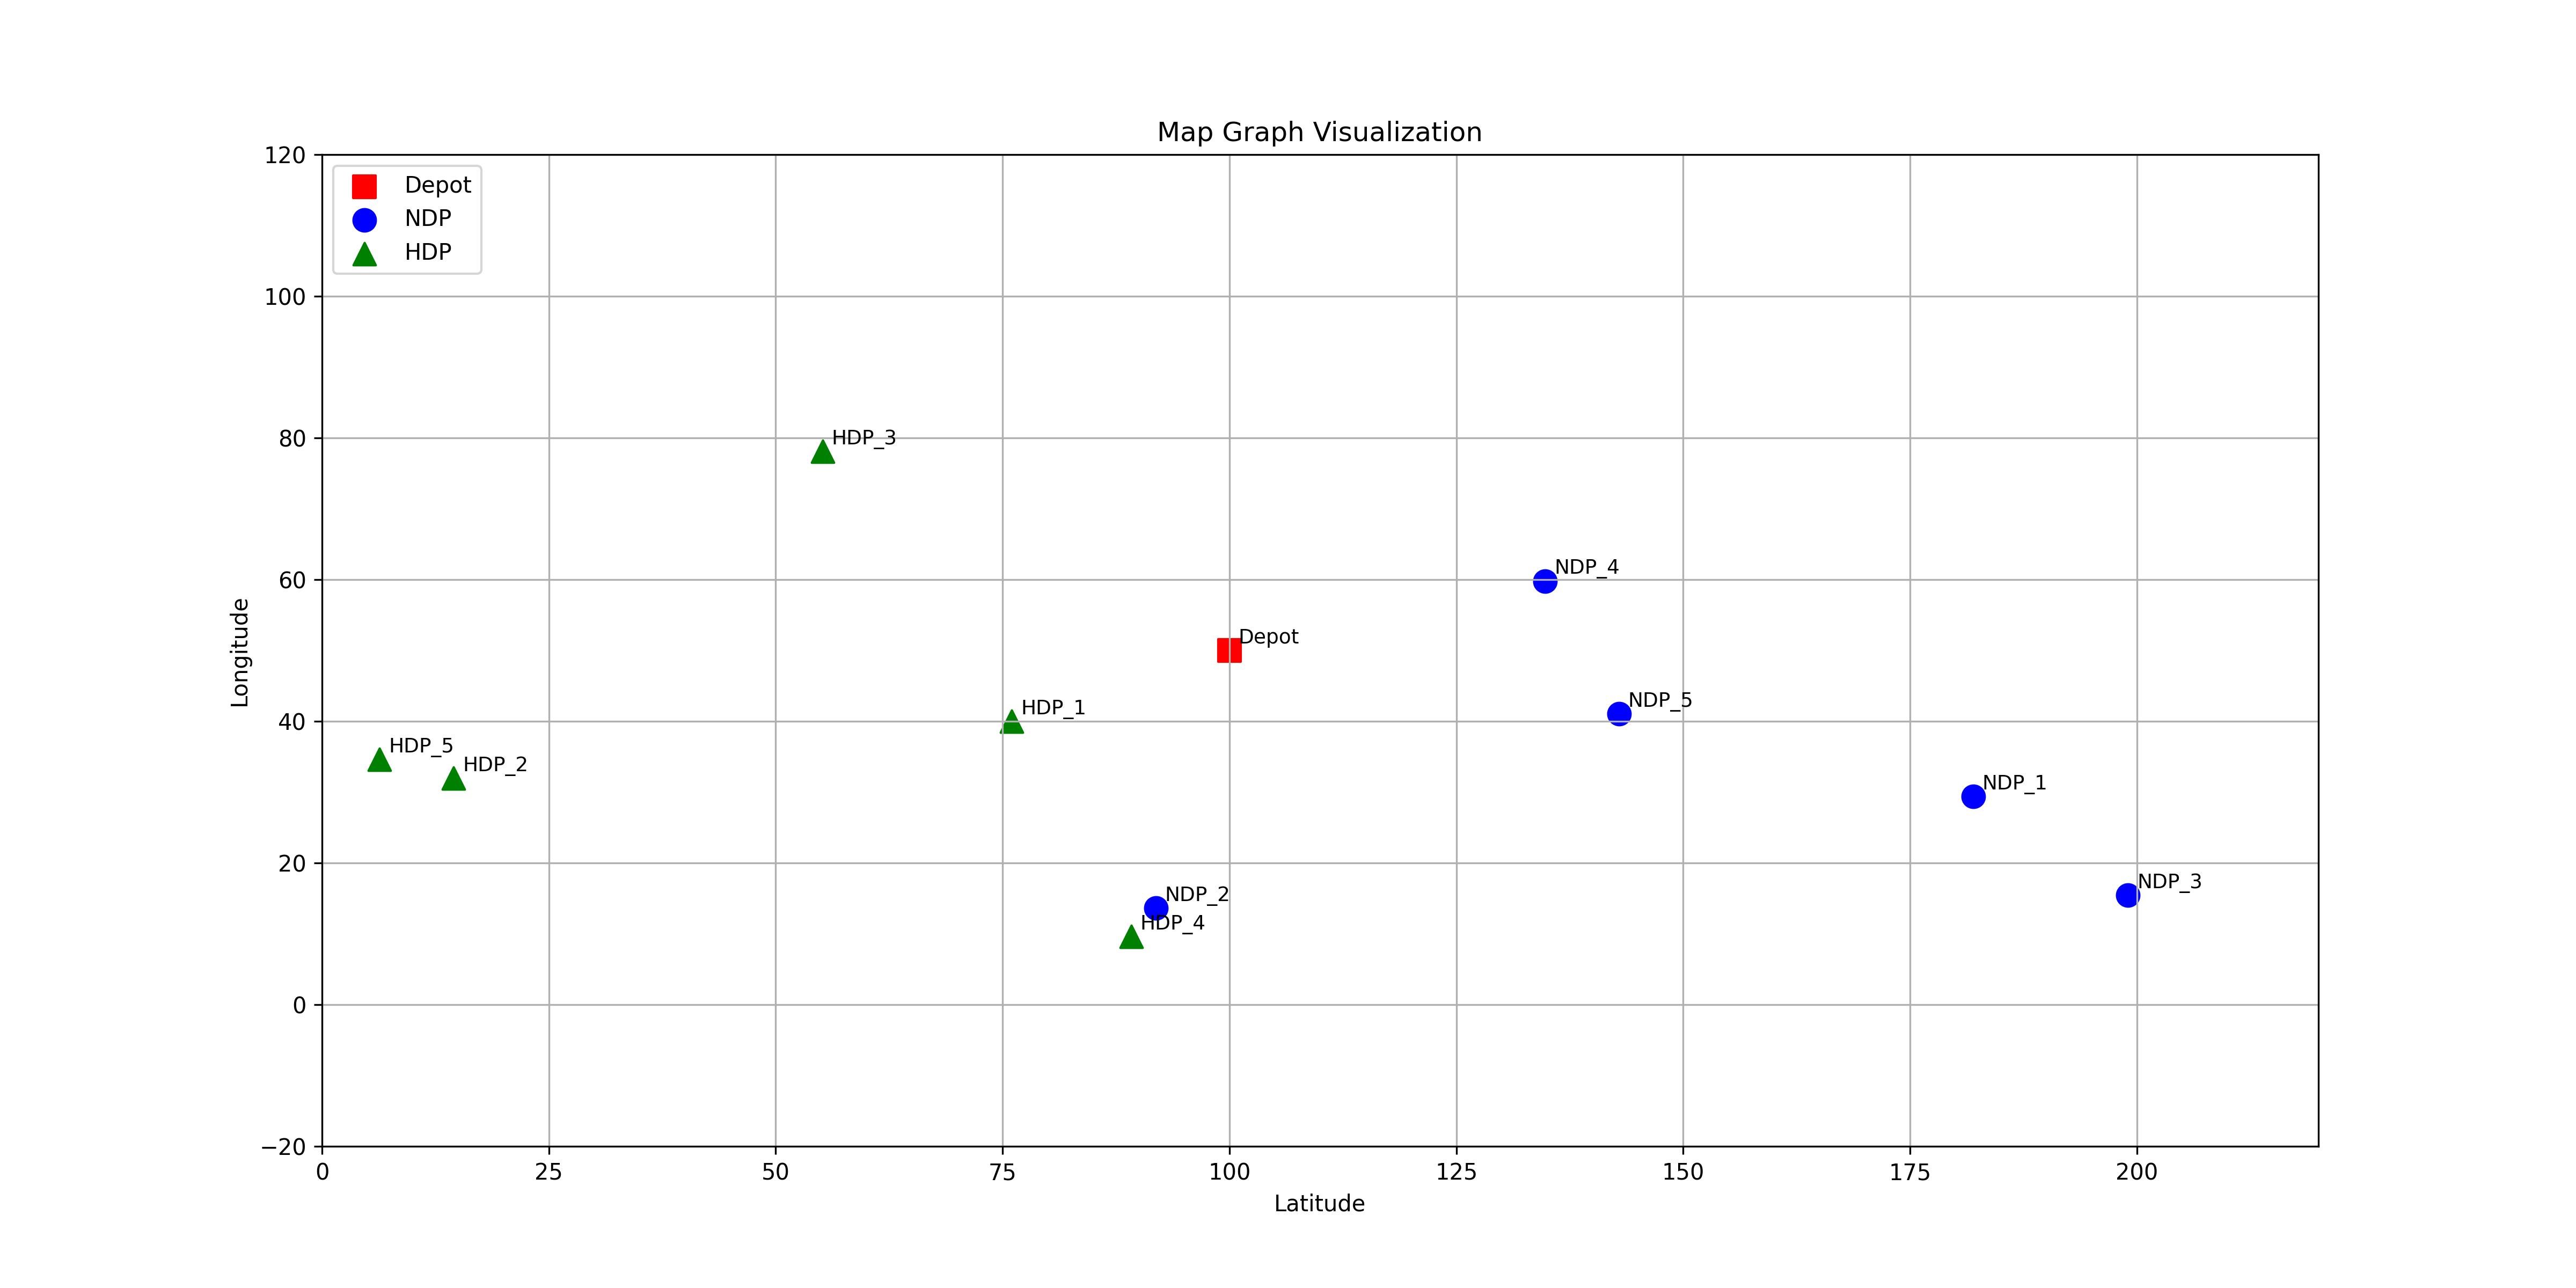 Map Graph Visualization
120
100
80
60
40
20
0
−20
Longitude
Depot
NDP
HDP
HDP_3
NDP_4
Depot
HDP_1
NDP_5
HDP_5
HDP_2
NDP_1
NDP_2
NDP_3
HDP_4
0 25 50 75 100 125 150 175 200
Latitude